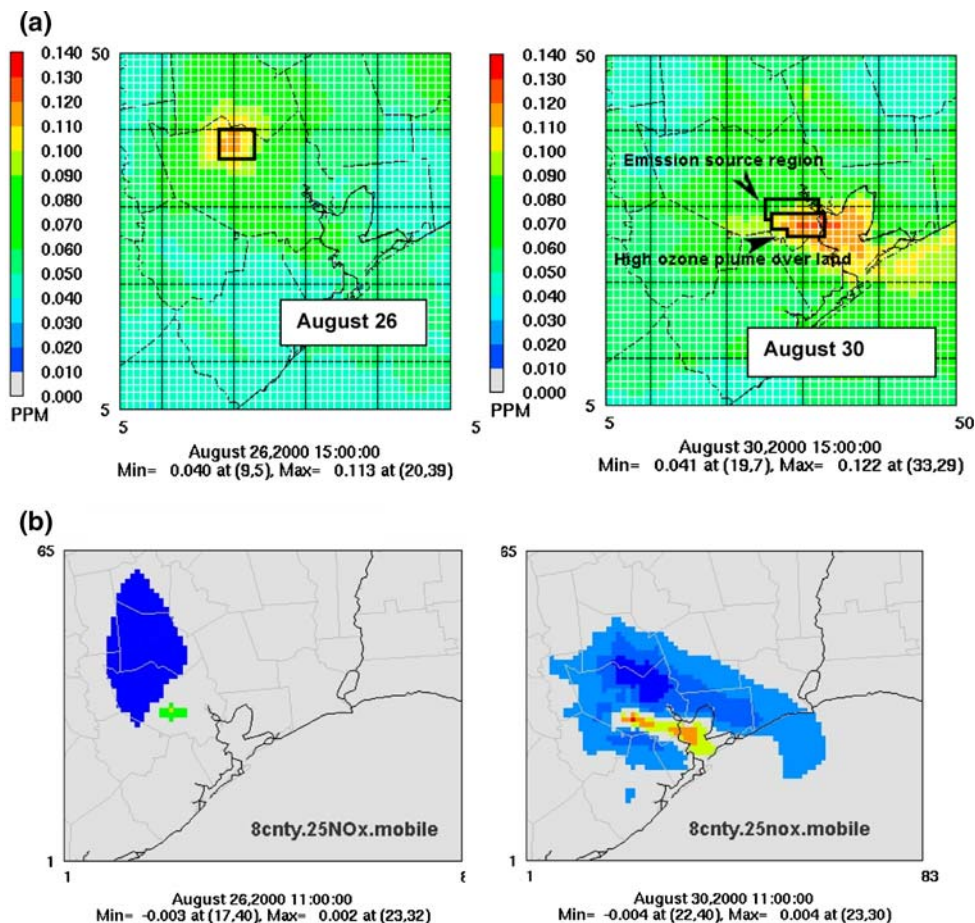 (a)
50
0.140
0.130
0.120
0.110
0.100
0.090
0.080
0.070
0.060
0.050
0.040
0.030
0.020
0.010
0.000
PPM
5
5
August 26
August 26,2000 15:00:00
Min= 0.040 at (9,5), Max= 0.113 at (20,39)
50
0.140
0.130
0.120
0.110
0.100
0.090
0.080
0.070
0.060
0.050
0.040
0.030
0.020
0.010
0.000
PPM
5
5
50
Emission source region
High ozone plume over land
August 30
August 30,2000 15:00:00
Min= 0.041 at (19,7), Max= 0.122 at (33,29)
(b)
65
1
1
8cnty.25NOx.mobile
August 26,2000 11:00:00
Min= -0.003 at (17,40), Max= 0.002 at (23,32)
65
1
1
83
8cnty.25nox.mobile
August 30,2000 11:00:00
Min= -0.004 at (22,40), Max= 0.004 at (23,30)